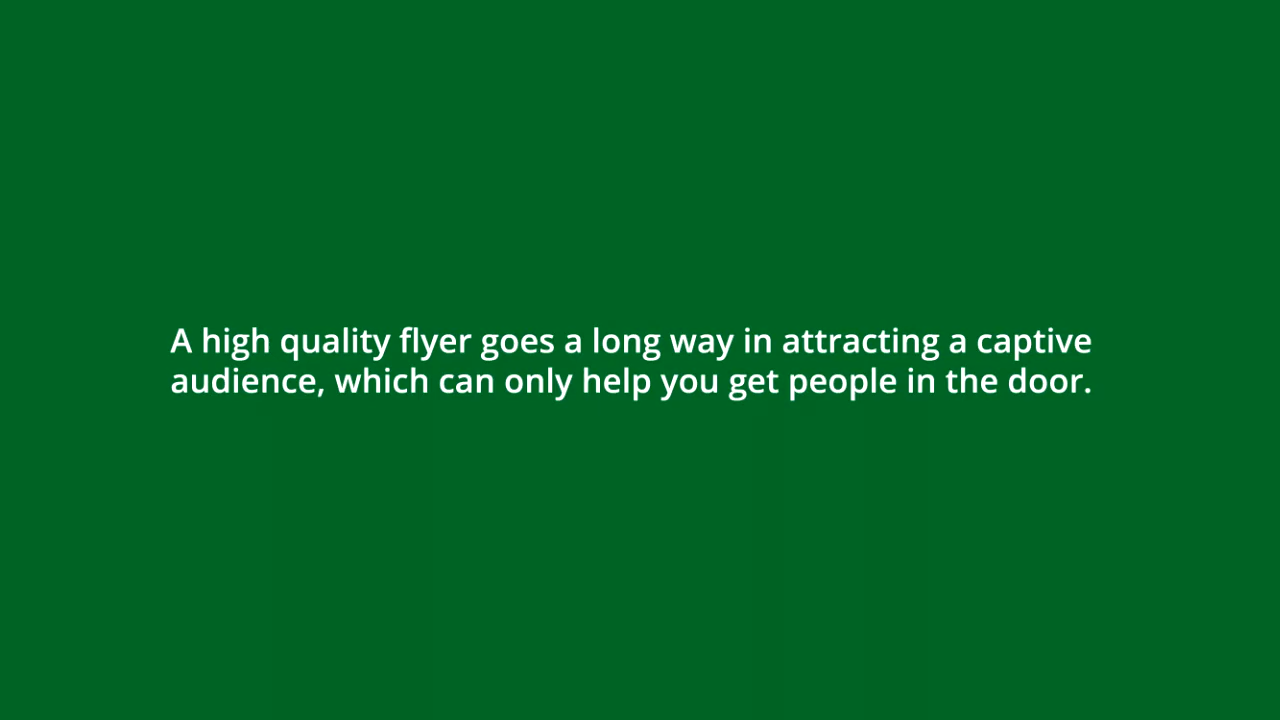 A high quality flyer goes a long way in attracting a captive
audience, which can only help you get people in the door.